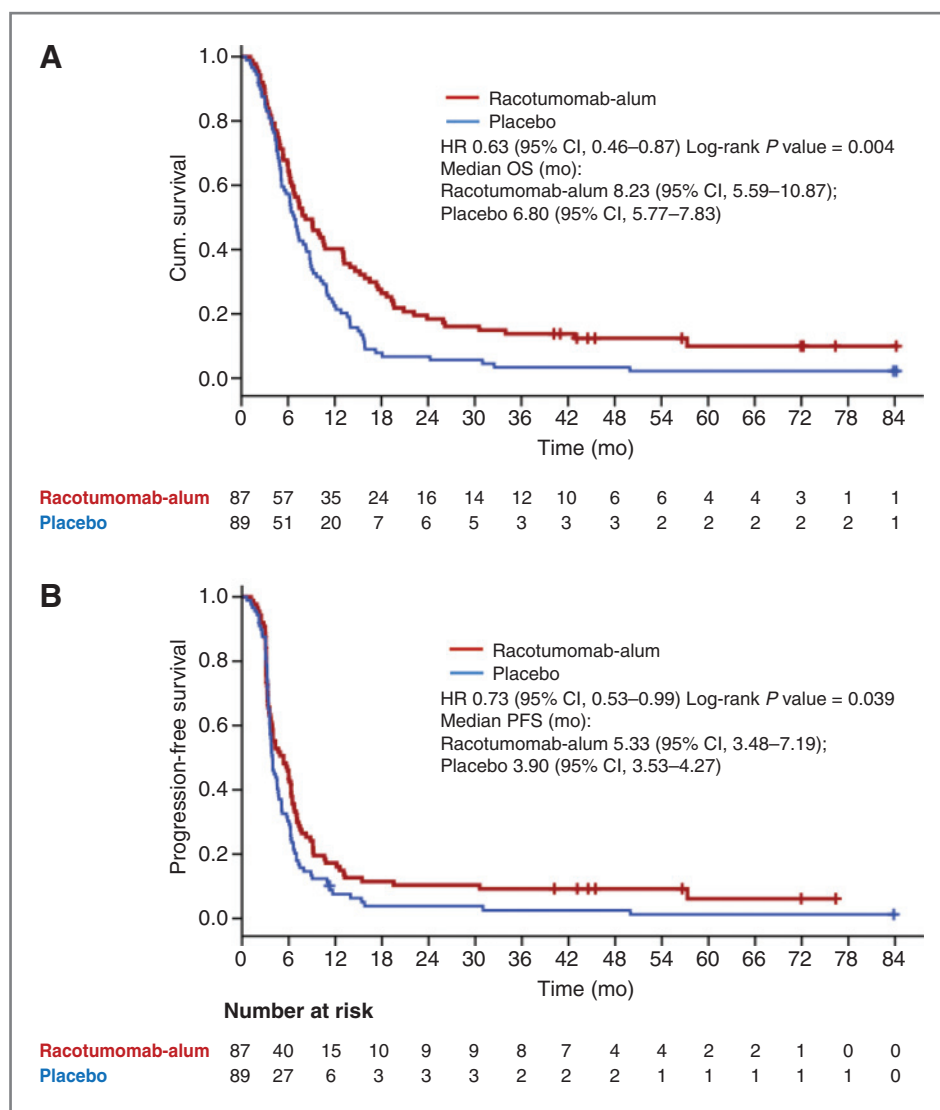 A
1.0
0.8
0.6
0.4
0.2
0.0
Cum. survival
Racotumomab-alum
Placebo
HR 0.63 (95% CI, 0.46–0.87) Log-rank P value = 0.004
Median OS (mo):
Racotumomab-alum 8.23 (95% CI, 5.59–10.87);
Placebo 6.80 (95% CI, 5.77–7.83)
0 6 12 18 24 30 36 42 48 54 60 66 72 78 84
Time (mo)
Racotumomab-alum 87 57 35 24 16 14 12 10 6 6 4 4 3 1 1
Placebo 89 51 20 7 6 5 3 3 3 2 2 2 2 2 1
B
1.0
0.8
0.6
0.4
0.2
0.0
Progression-free survival
Racotumomab-alum
Placebo
HR 0.73 (95% CI, 0.53–0.99) Log-rank P value = 0.039
Median PFS (mo):
Racotumomab-alum 5.33 (95% CI, 3.48–7.19);
Placebo 3.90 (95% CI, 3.53–4.27)
0 6 12 18 24 30 36 42 48 54 60 66 72 78 84
Time (mo)
Number at risk
Racotumomab-alum 87 40 15 10 9 9 8 7 4 4 2 2 1 0 0
Placebo 89 27 6 3 3 3 2 2 2 1 1 1 1 1 0